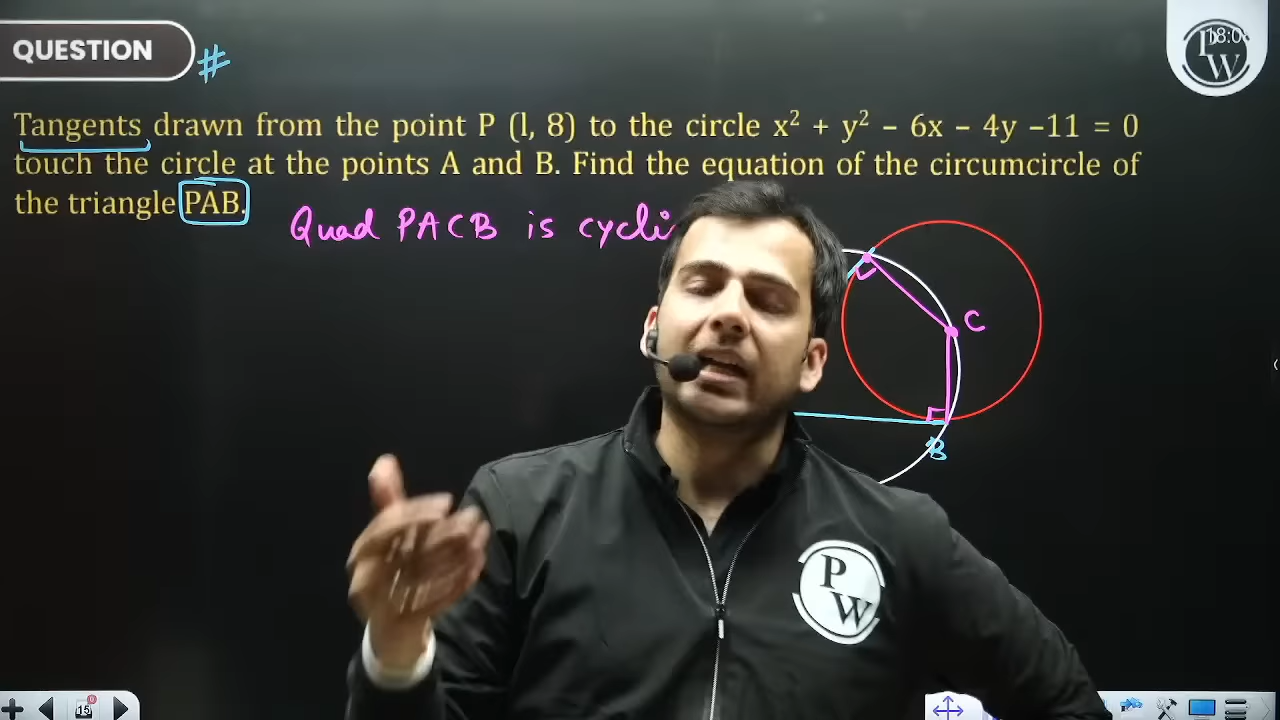 QUESTION #
18:0
PW
Tangents drawn from the point P (l, 8) to the circle x² + y² – 6x – 4y –11 = 0
touch the circle at the points A and B. Find the equation of the circumcircle of
the triangle PAB.
Quad PACB is cycli
C
B
PW
15